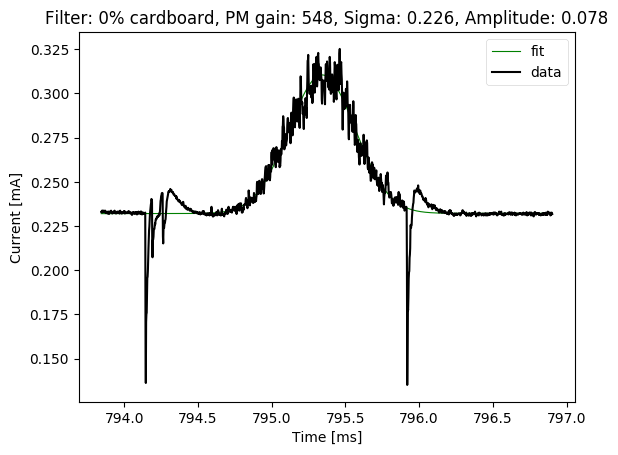 Filter: 0% cardboard, PM gain: 548, Sigma: 0.226, Amplitude: 0.078
fit
data
0.325
0.300
0.275
0.250
0.225
0.200
0.175
0.150
Current [mA]
794.0 794.5 795.0 795.5 796.0 796.5 797.0
Time [ms]